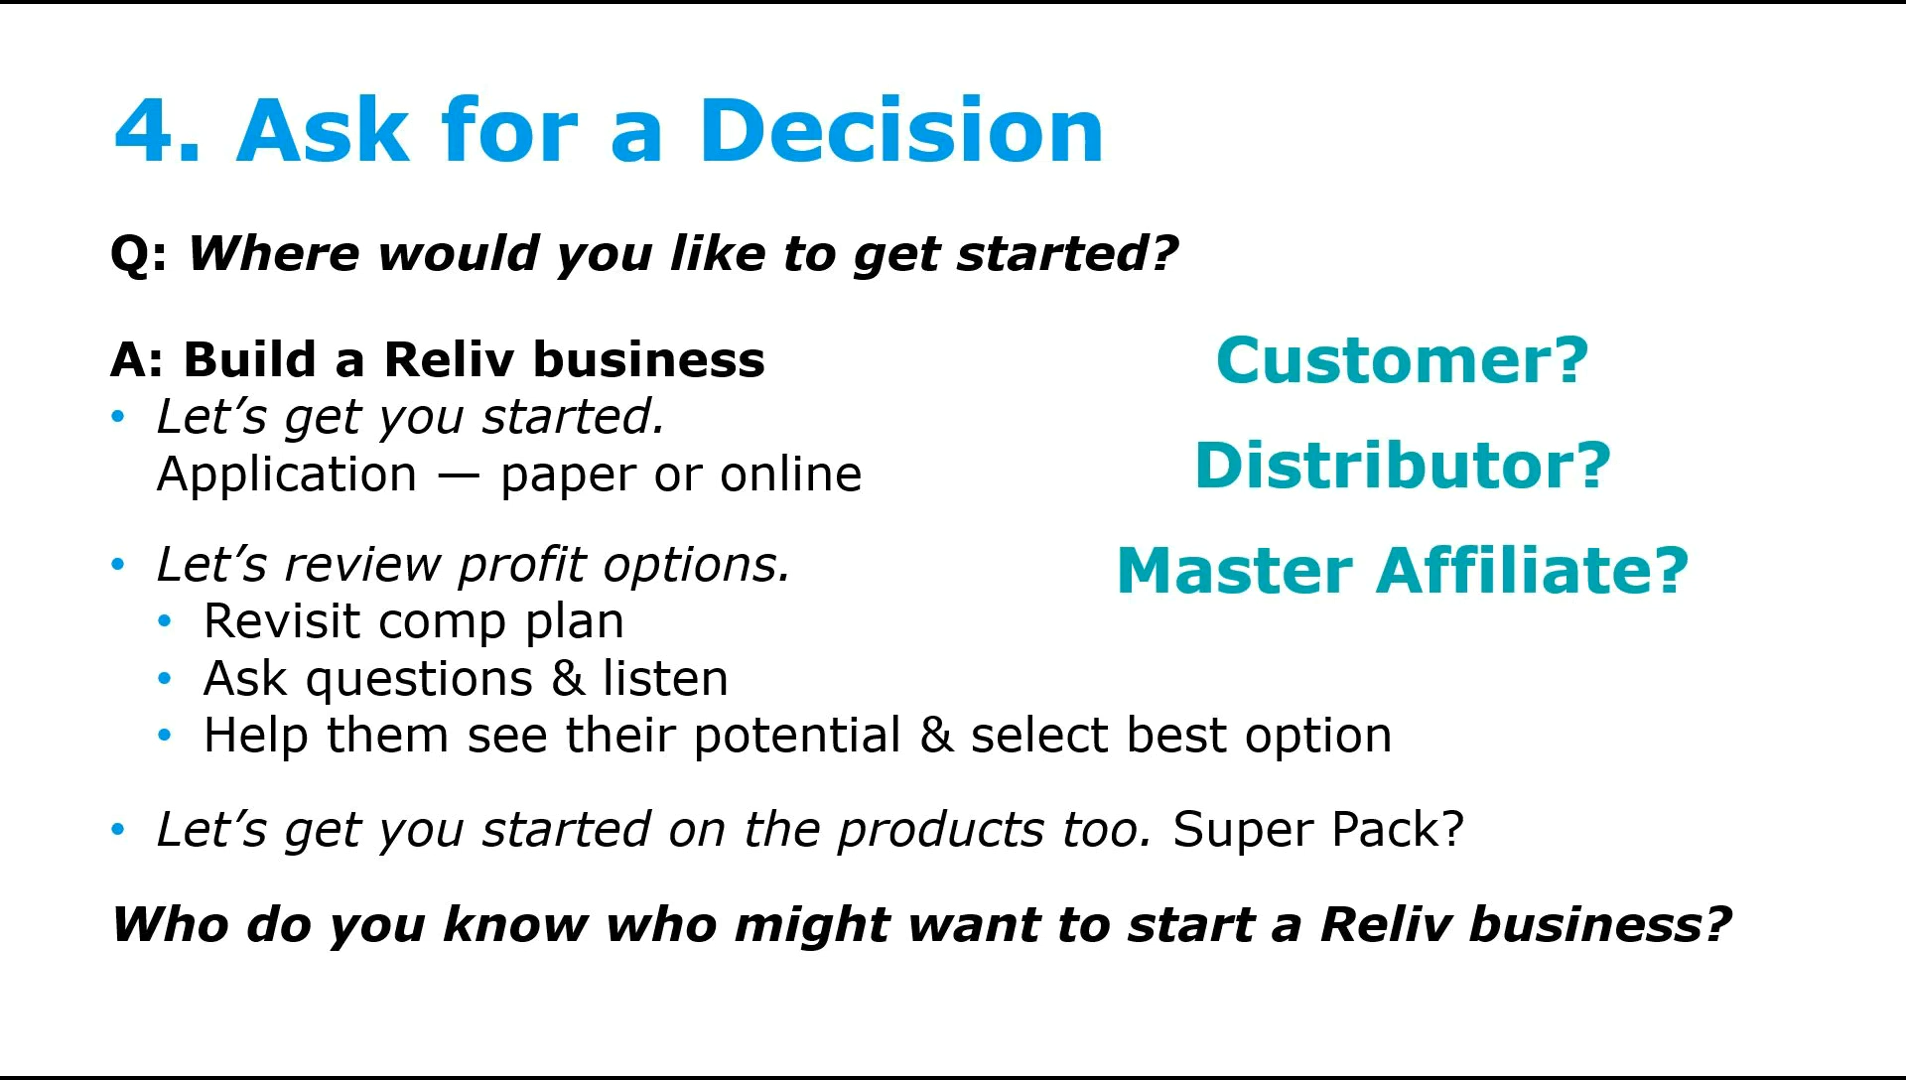 4. Ask for a Decision
Q: Where would you like to get started?
A: Build a Reliv business
• Let’s get you started.
Application — paper or online
• Let’s review profit options.
• Revisit comp plan
• Ask questions & listen
• Help them see their potential & select best option
• Let’s get you started on the products too. Super Pack?
Who do you know who might want to start a Reliv business?
Customer?
Distributor?
Master Affiliate?